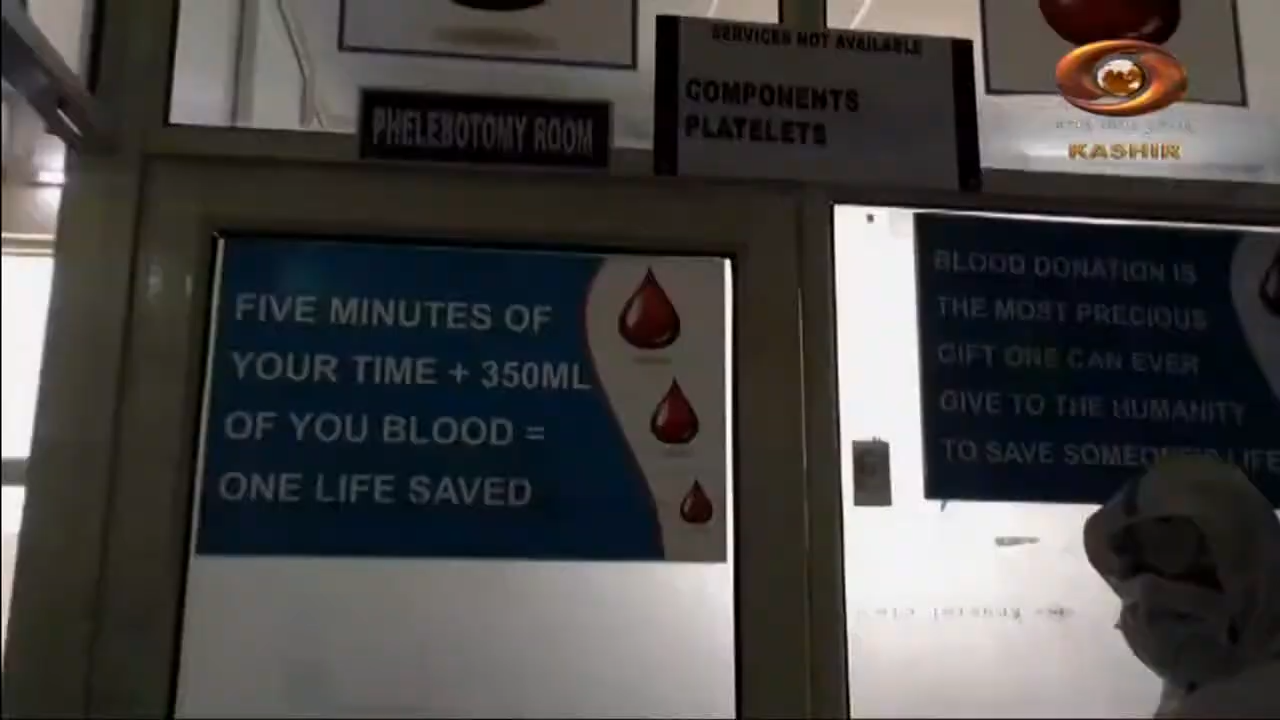 SERVICES NOT AVAILABLE
COMPONENTS
PLATELETS
PHELEBOTOMY ROOM
KASHIR
FIVE MINUTES OF
YOUR TIME + 350ML
OF YOU BLOOD =
ONE LIFE SAVED
BLOOD DONATION IS
THE MOST PRECIOUS
GIFT ONE CAN EVER
GIVE TO THE HUMANITY
TO SAVE LIFE